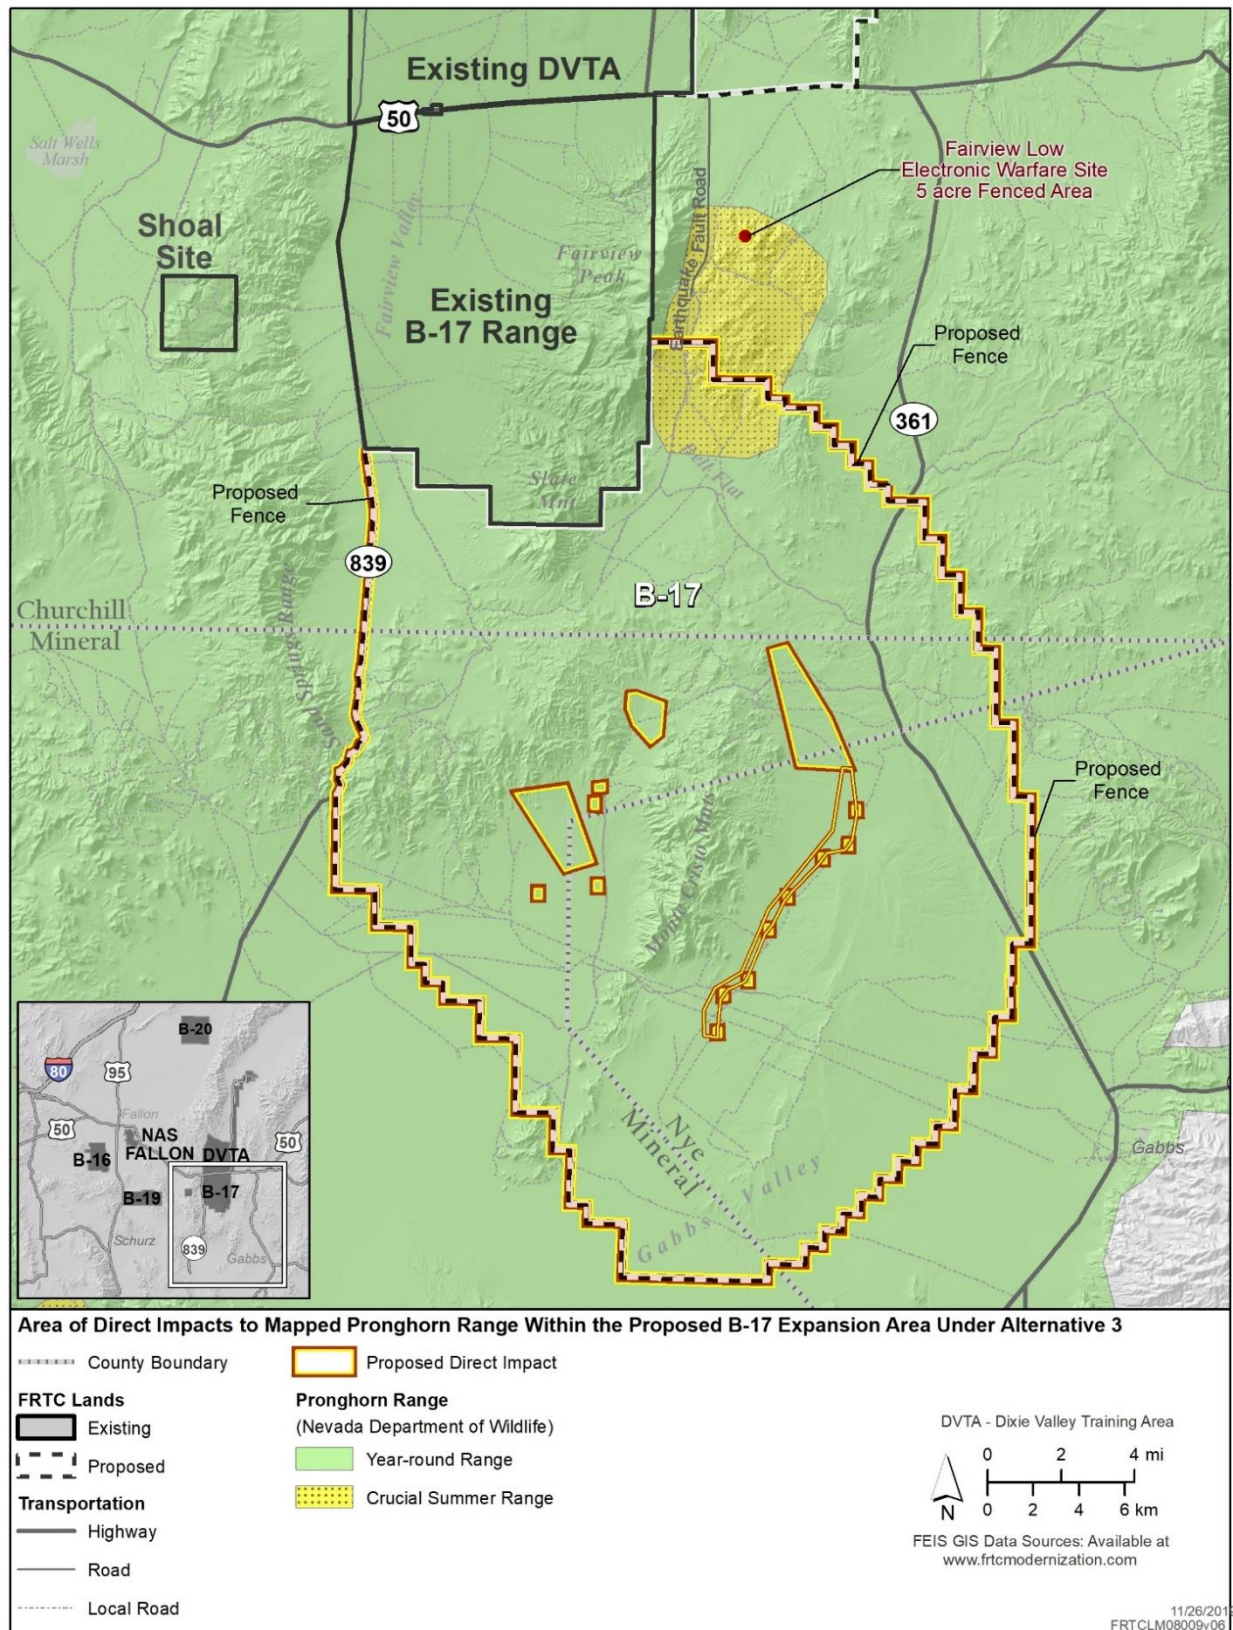 Existing DVTA
50
Salt Wells
Marsh
Fairview Low
Electronic Warfare Site
5 acre Fenced Area
Shoal
Site
Fairview Valley
Fairview
Peak
Earthquake Fault Road
Existing
B-17 Range
Proposed
Fence
361
Slate
Mnt
Bell Flat
Proposed
Fence
839
B-17
Churchill
Mineral
Sand Springs Range
Proposed
Fence
Monte Cristo Mnts
Nye
Mineral
Gabbs Valley
Gabbs
B-20
80
95
Fallon
50
NAS
FALLON
DVTA
50
B-16
B-19
B-17
Schurz
839
Gabbs
Area of Direct Impacts to Mapped Pronghorn Range Within the Proposed B-17 Expansion Area Under Alternative 3
County Boundary
FRTC Lands
Existing
Proposed
Transportation
Highway
Road
Local Road
Proposed Direct Impact
Pronghorn Range
(Nevada Department of Wildlife)
Year-round Range
Crucial Summer Range
DVTA - Dixie Valley Training Area
0 2 4 mi
0 2 4 6 km
N
FEIS GIS Data Sources: Available at
www.frtcmodernization.com
FRTCLM08009v06